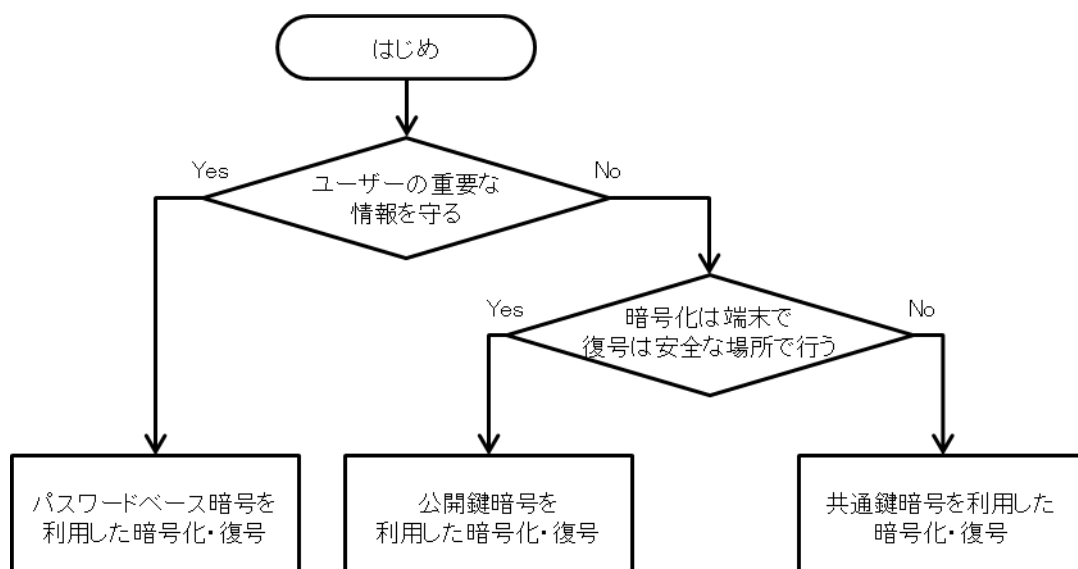 はじめ
Yes
No
ユーザーの重要な
情報を守る
Yes
No
暗号化は端末で
復号は安全な場所で行う
パスワードベース暗号を
利用した暗号化・復号
公開鍵暗号を
利用した暗号化・復号
共通鍵暗号を利用した
暗号化・復号